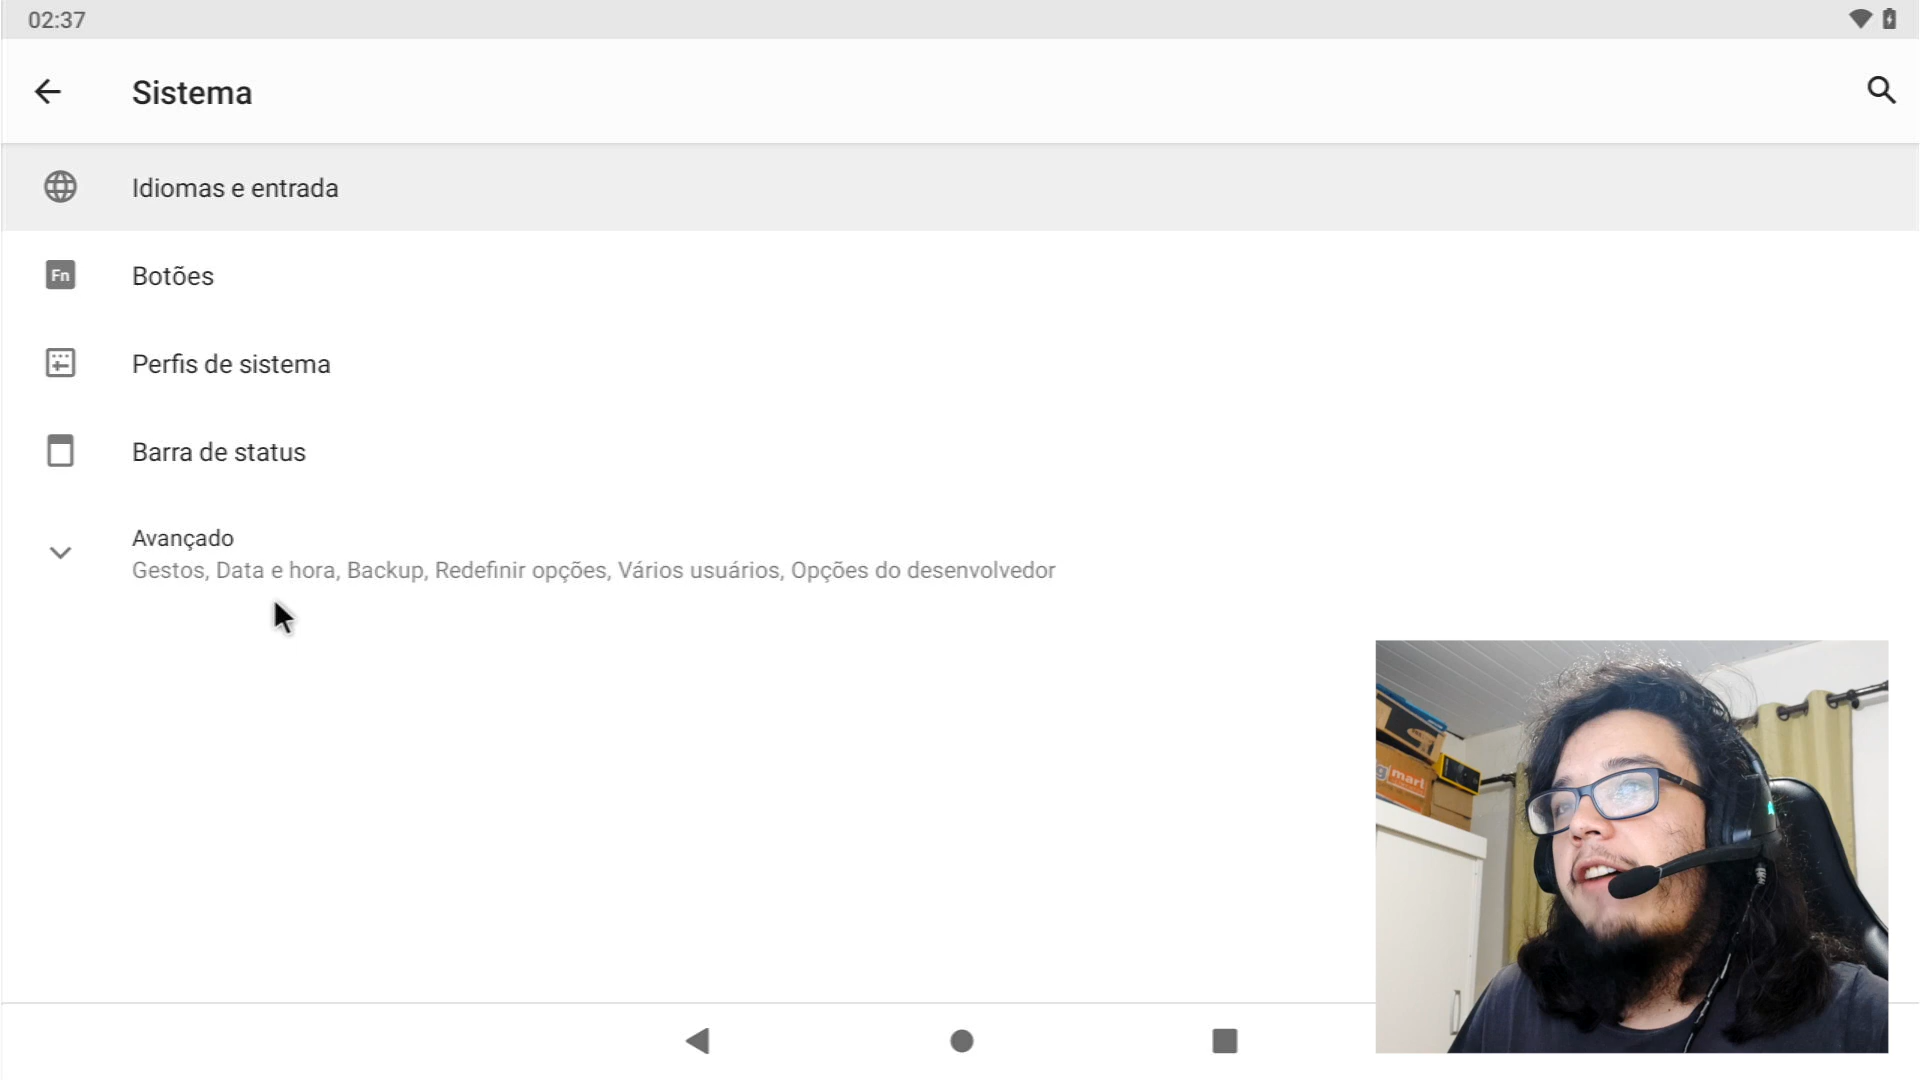 02:37
Sistema
Idiomas e entrada
Fn
Botões
Perfis de sistema
Barra de status
Avançado
Gestos, Data e hora, Backup, Redefinir opções, Vários usuários, Opções do desenvolvedor
gimart